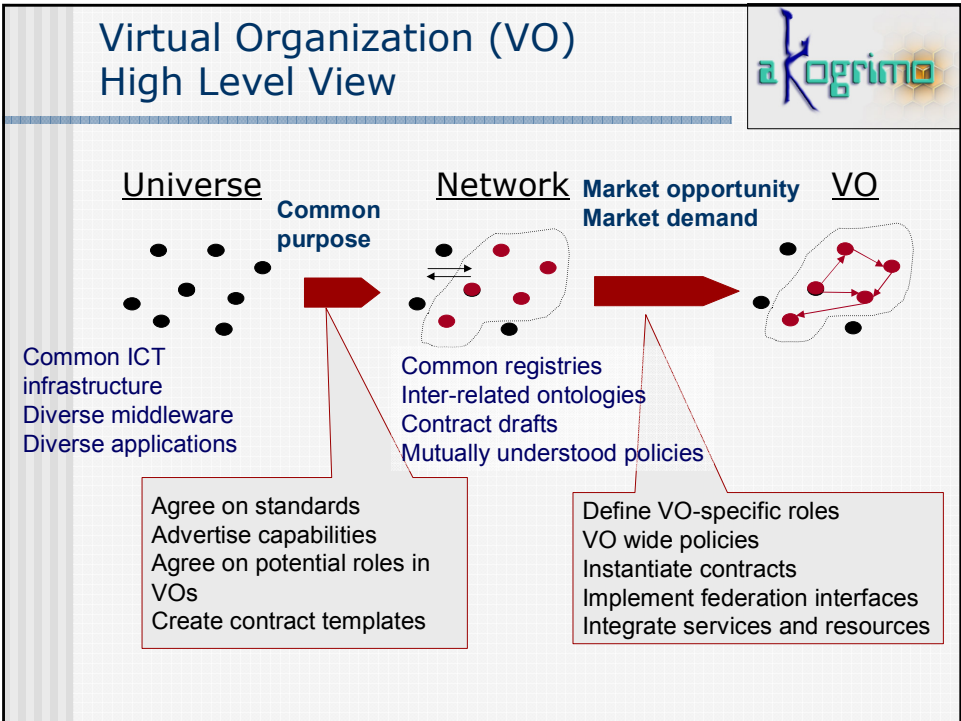 Virtual Organization (VO)
High Level View
akogrimo
Universe
Common
purpose
Network
Market opportunity
Market demand
VO
Common ICT
infrastructure
Diverse middleware
Diverse applications
Common registries
Inter-related ontologies
Contract drafts
Mutually understood policies
Agree on standards
Advertise capabilities
Agree on potential roles in
VOs
Create contract templates
Define VO-specific roles
VO wide policies
Instantiate contracts
Implement federation interfaces
Integrate services and resources